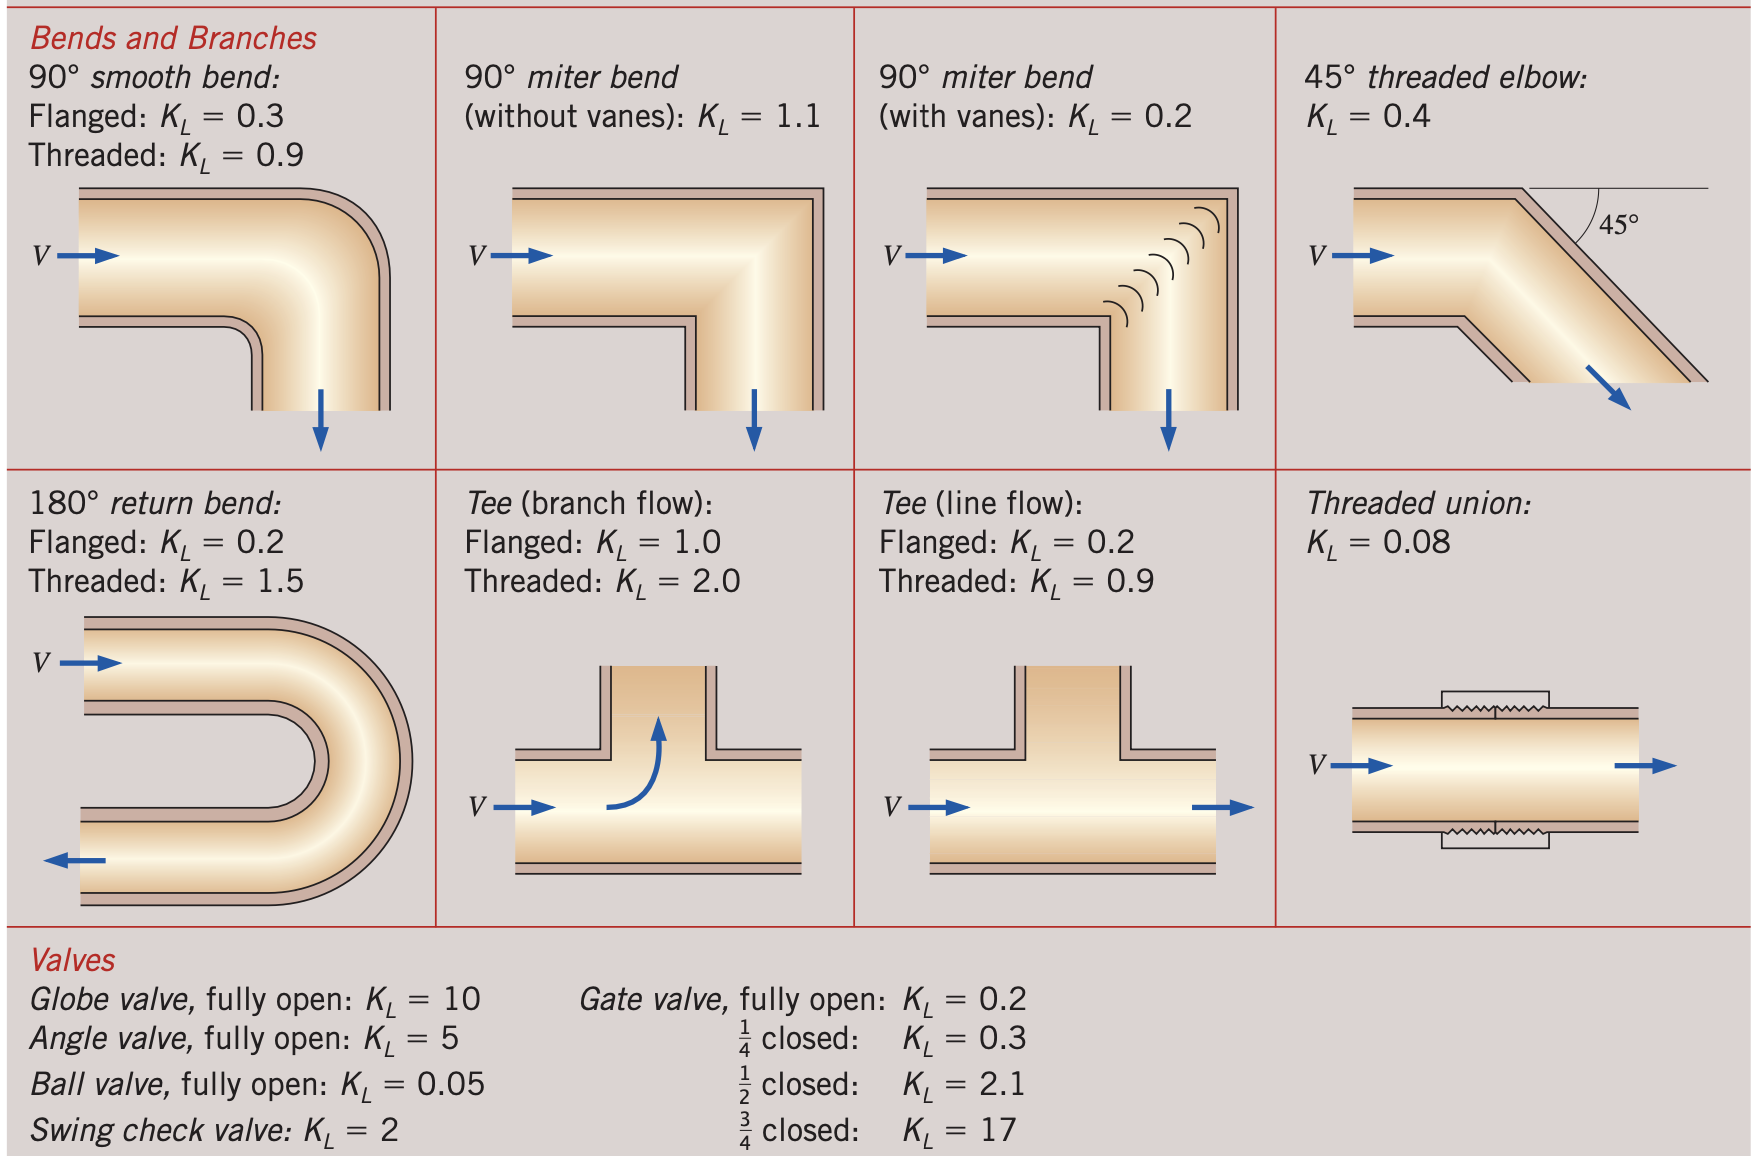 Bends and Branches
90° smooth bend:
Flanged: K_L = 0.3
Threaded: K_L = 0.9
V
90° miter bend
(without vanes): K_L = 1.1
V
90° miter bend
(with vanes): K_L = 0.2
V
45° threaded elbow:
K_L = 0.4
45°
V
180° return bend:
Flanged: K_L = 0.2
Threaded: K_L = 1.5
V
Tee (branch flow):
Flanged: K_L = 1.0
Threaded: K_L = 2.0
V
Tee (line flow):
Flanged: K_L = 0.2
Threaded: K_L = 0.9
V
Threaded union:
K_L = 0.08
V
Valves
Globe valve, fully open: K_L = 10
Angle valve, fully open: K_L = 5
Ball valve, fully open: K_L = 0.05
Swing check valve: K_L = 2
Gate valve, fully open: K_L = 0.2
1/4 closed: K_L = 0.3
1/2 closed: K_L = 2.1
3/4 closed: K_L = 17